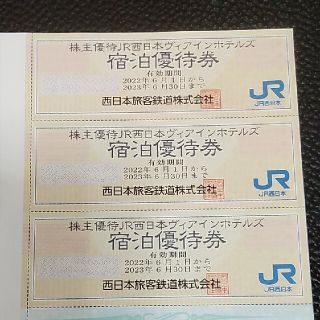 株主優待JR西日本ヴィアインホテルズ
宿泊優待券
有効期間
2022年6月1日から
2023年6月30日まで
西日本旅客鉄道株式会社
JR
JR西日本
株主優待JR西日本ヴィアインホテルズ
宿泊優待券
有効期間
2022年6月1日から
2023年6月30日まで
西日本旅客鉄道株式会社
JR
JR西日本
株主優待JR西日本ヴィアインホテルズ
宿泊優待券
有効期間
2022年6月1日から
2023年6月30日まで
西日本旅客鉄道株式会社
JR
JR西日本